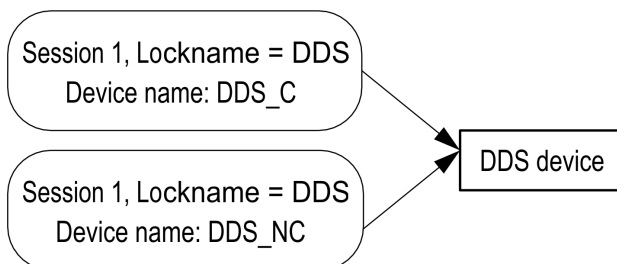 Session 1, Lockname = DDS
Device name: DDS_C
DDS device
Session 1, Lockname = DDS
Device name: DDS_NC